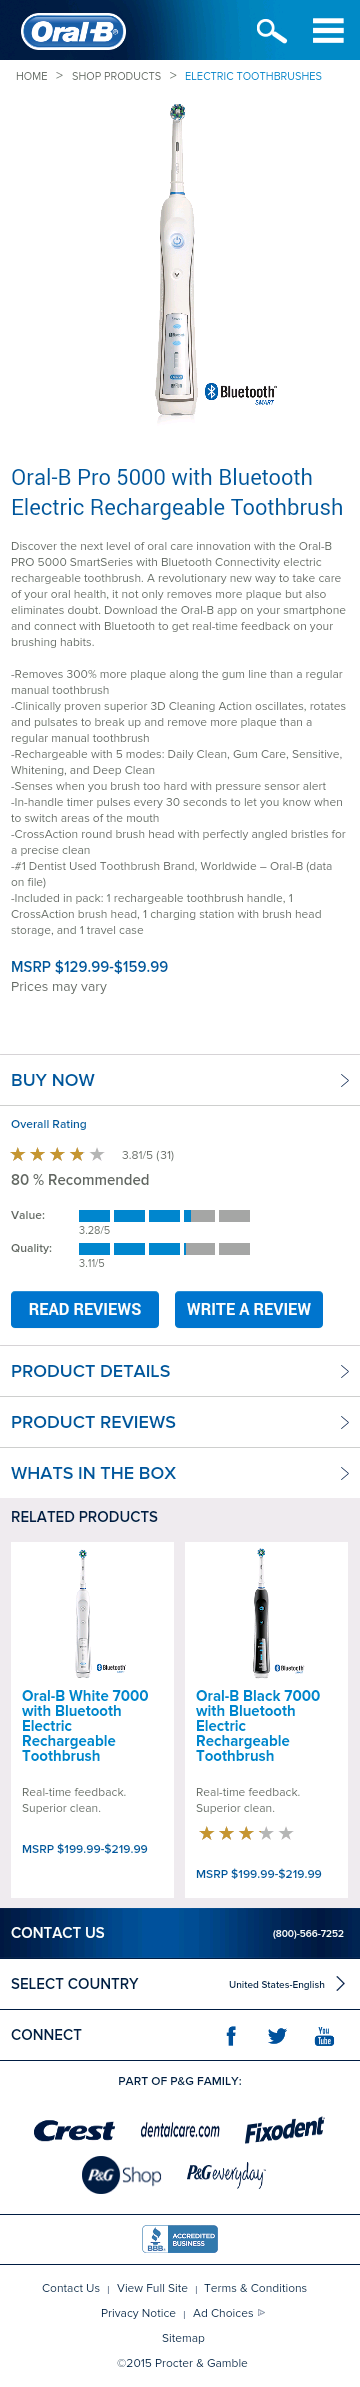 Oral-B
HOME > SHOP PRODUCTS > ELECTRIC TOOTHBRUSHES
Bluetooth
SMART
Oral-B Pro 5000 with Bluetooth
Electric Rechargeable Toothbrush
Discover the next level of oral care innovation with the Oral-B
PRO 5000 SmartSeries with Bluetooth Connectivity electric
rechargeable toothbrush. A revolutionary new way to take care
of your oral health, it not only removes more plaque but also
eliminates doubt. Download the Oral-B app on your smartphone
and connect with Bluetooth to get real-time feedback on your
brushing habits.
-Removes 300% more plaque along the gum line than a regular
manual toothbrush
-Clinically proven superior 3D Cleaning Action oscillates, rotates
and pulsates to break up and remove more plaque than a
regular manual toothbrush
-Rechargeable with 5 modes: Daily Clean, Gum Care, Sensitive,
Whitening, and Deep Clean
-Senses when you brush too hard with pressure sensor alert
-In-handle timer pulses every 30 seconds to let you know when
to switch areas of the mouth
-CrossAction round brush head with perfectly angled bristles for
a precise clean
-#1 Dentist Used Toothbrush Brand, Worldwide – Oral-B (data
on file)
-Included in pack: 1 rechargeable toothbrush handle, 1
CrossAction brush head, 1 charging station with brush head
storage, and 1 travel case
MSRP $129.99-$159.99
Prices may vary
BUY NOW
Overall Rating
3.81/5 (31)
80 % Recommended
Value:
3.28/5
Quality:
3.11/5
READ REVIEWS WRITE A REVIEW
PRODUCT DETAILS
PRODUCT REVIEWS
WHATS IN THE BOX
RELATED PRODUCTS
BluetooFont
Oral-B White 7000
with Bluetooth
Electric
Rechargeable
Toothbrush
Real-time feedback.
Superior clean.
MSRP $199.99-$219.99
Bluetooth
Oral-B Black 7000
with Bluetooth
Electric
Rechargeable
Toothbrush
Real-time feedback.
Superior clean.
MSRP $199.99-$219.99
CONTACT US (800)-566-7252
SELECT COUNTRY United States-English
CONNECT
You
Tube
PART OF P&G FAMILY:
Crest dentalcare.com Fixodent
P&G Shop P&G everyday
BBB. ACCREDITED
BUSINESS
Contact Us | View Full Site | Terms & Conditions
Privacy Notice | Ad Choices
Sitemap
©2015 Procter & Gamble